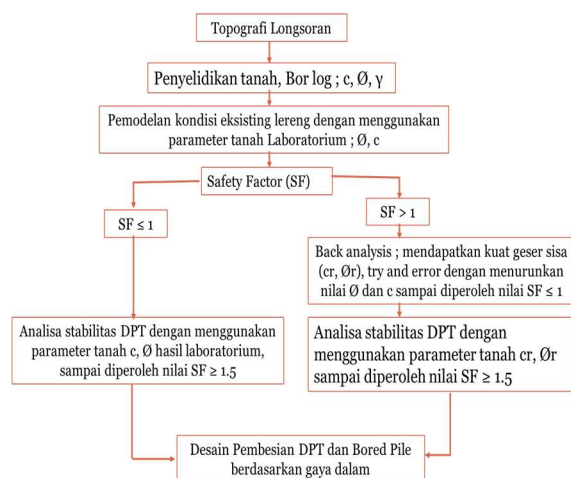 Topografi Longsoran
Penyelidikan tanah, Bor log ; c, Ø, γ
Pemodelan kondisi eksisting lereng dengan menggunakan
parameter tanah Laboratorium ; Ø, c
Safety Factor (SF)
SF ≤ 1
SF > 1
Back analysis ; mendapatkan kuat geser sisa
(cr, Ør), try and error dengan menurunkan
nilai Ø dan c sampai diperoleh nilai SF ≤ 1
Analisa stabilitas DPT dengan menggunakan
parameter tanah c, Ø hasil laboratorium,
sampai diperoleh nilai SF ≥ 1.5
Analisa stabilitas DPT dengan
menggunakan parameter tanah cr, Ør
sampai diperoleh nilai SF ≥ 1.5
Desain Pembesian DPT dan Bored Pile
berdasarkan gaya dalam